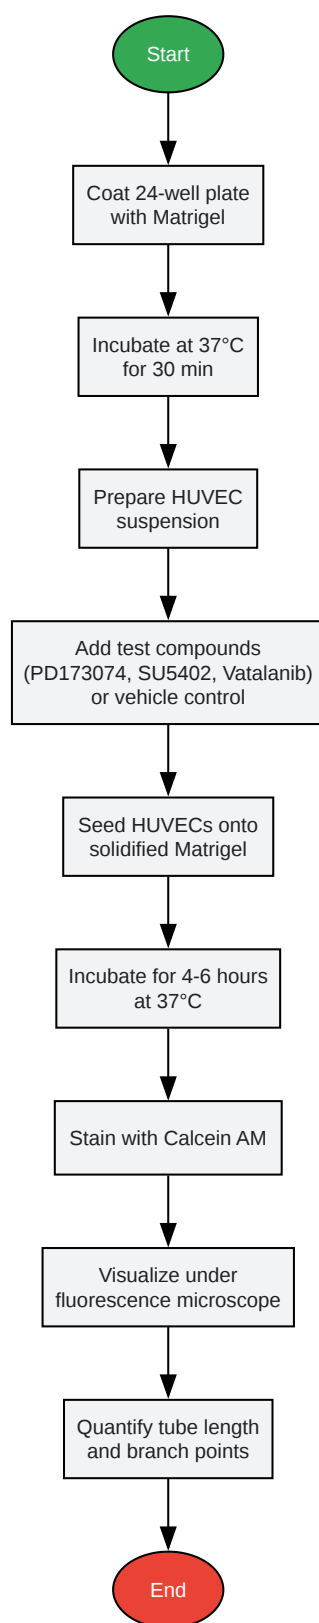 Start
Coat 24-well plate
with Matrigel
Incubate at 37°C
for 30 min
Prepare HUVEC
suspension
Add test compounds
(PD173074, SU5402, Vatalanib)
or vehicle control
Seed HUVECs onto
solidified Matrigel
Incubate for 4-6 hours
at 37°C
Stain with Calcein AM
Visualize under
fluorescence microscope
Quantify tube length
and branch points
End